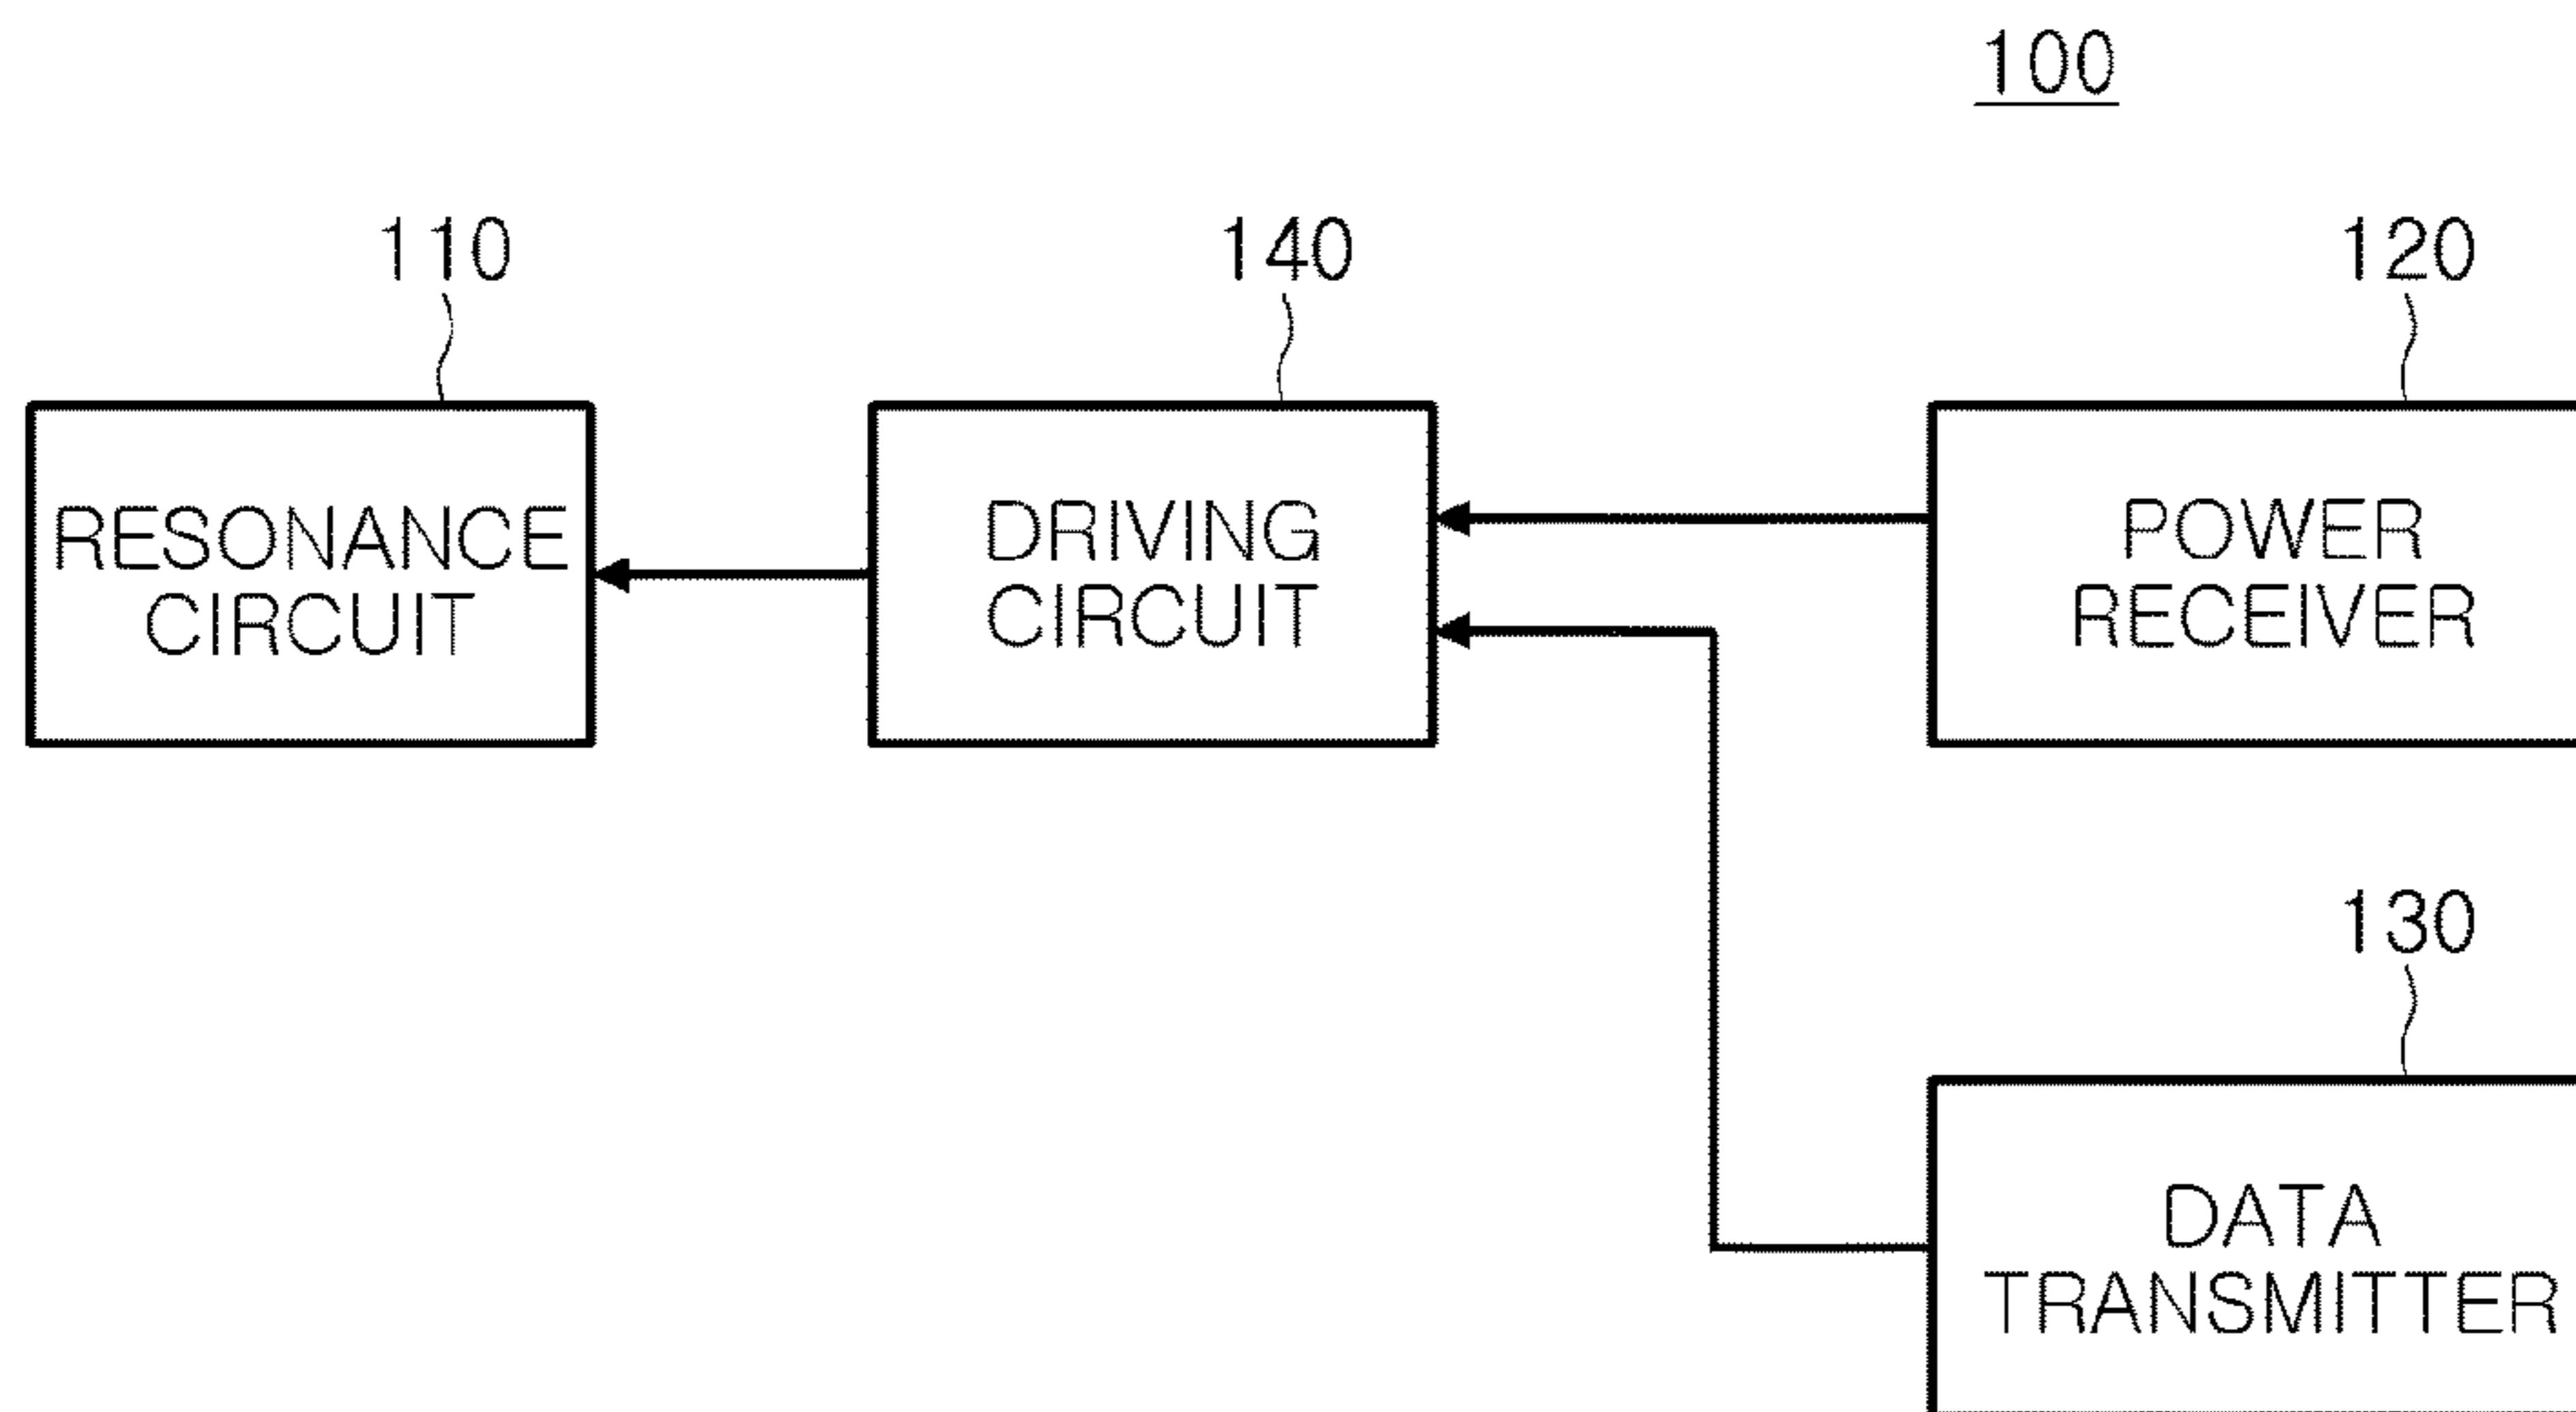 100
110
140
120
RESONANCE
CIRCUIT
DRIVING
CIRCUIT
POWER
RECEIVER
130
DATA
TRANSMITTER